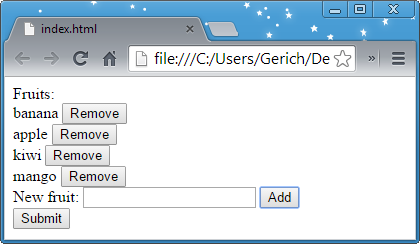 index.html
file:///C:/Users/Gerich/De
»
Fruits:
banana Remove
apple Remove
kiwi Remove
mango Remove
New fruit: Add
Submit